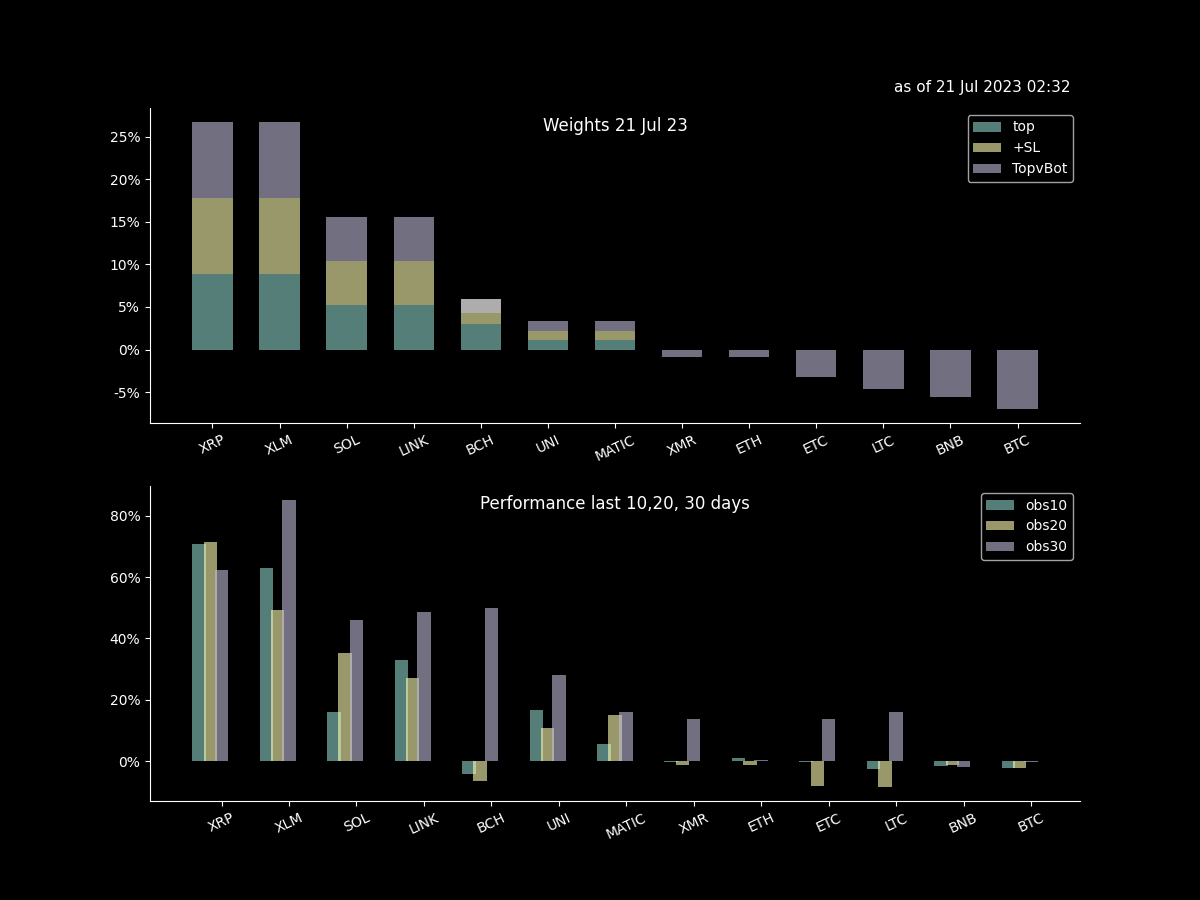 as of 21 Jul 2023 02:32
Weights 21 Jul 23
top
+SL
TopvBot
25%
20%
15%
10%
5%
0%
-5%
XRP XLM SOL LINK BCH UNI MATIC XMR ETH ETC LTC BNB BTC
Performance last 10,20, 30 days
obs10
obs20
obs30
80%
60%
40%
20%
0%
XRP XLM SOL LINK BCH UNI MATIC XMR ETH ETC LTC BNB BTC